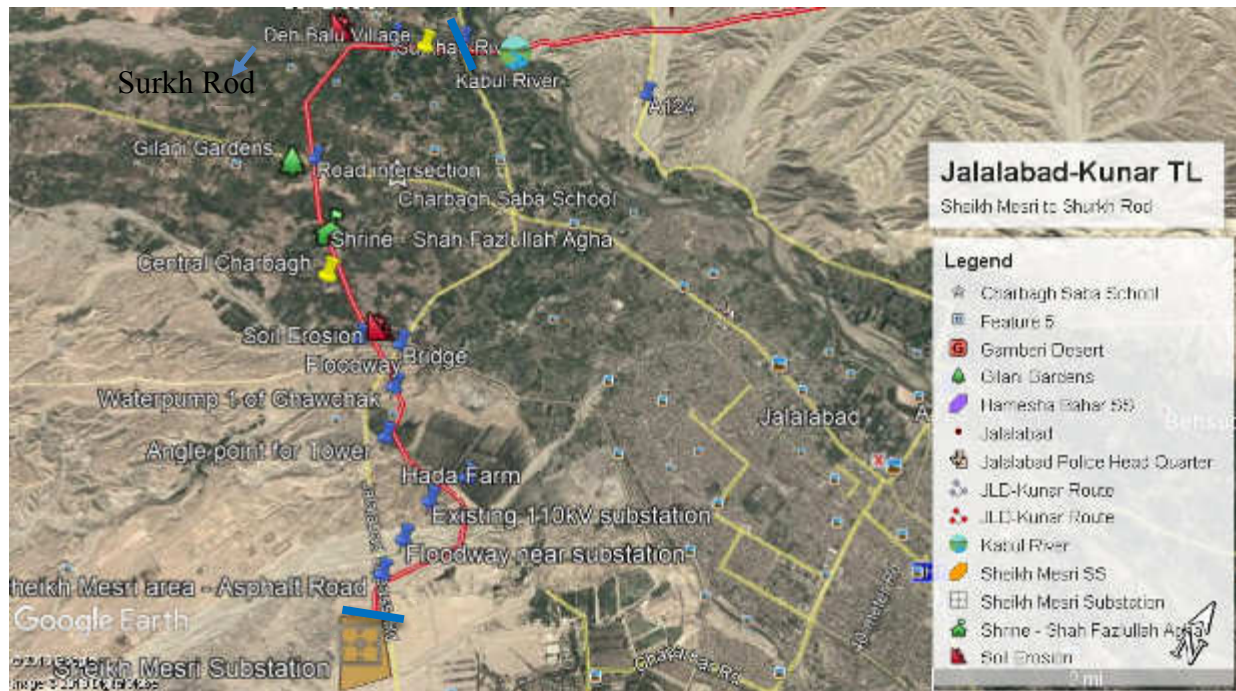 Deh Balu Village
Surkh Rod
Kabul River
A124
Gilani Gardens
Road intersection
Charbagh Saba School
Shrine - Shah Fazlullah Agha
Central Charbagh
Soil Erosion
Bridge
Floodway
Waterpump 1 of Chawchak
Jalalabad
Angle point for Tower
Hada Farm
Existing 110kV substation
Floodway near substation
Sheikh Mesri area - Asphalt Road
Google Earth
Sheikh Mesri Substation
Jalalabad-Kunar TL
Sheikh Mesri to Shurkh Rod
Legend
Charbagh Saba School
Feature 5
Gamberi Desert
Gilani Gardens
Hamesha Bahar SS
Jalalabad
Jalalabad Police Head Quarter
JLD-Kunar Route
JLD-Kunar Route
Kabul River
Sheikh Mesri SS
Sheikh Mesri Substation
Shrine - Shah Fazlullah Agha
Soil Erosion
2 mi